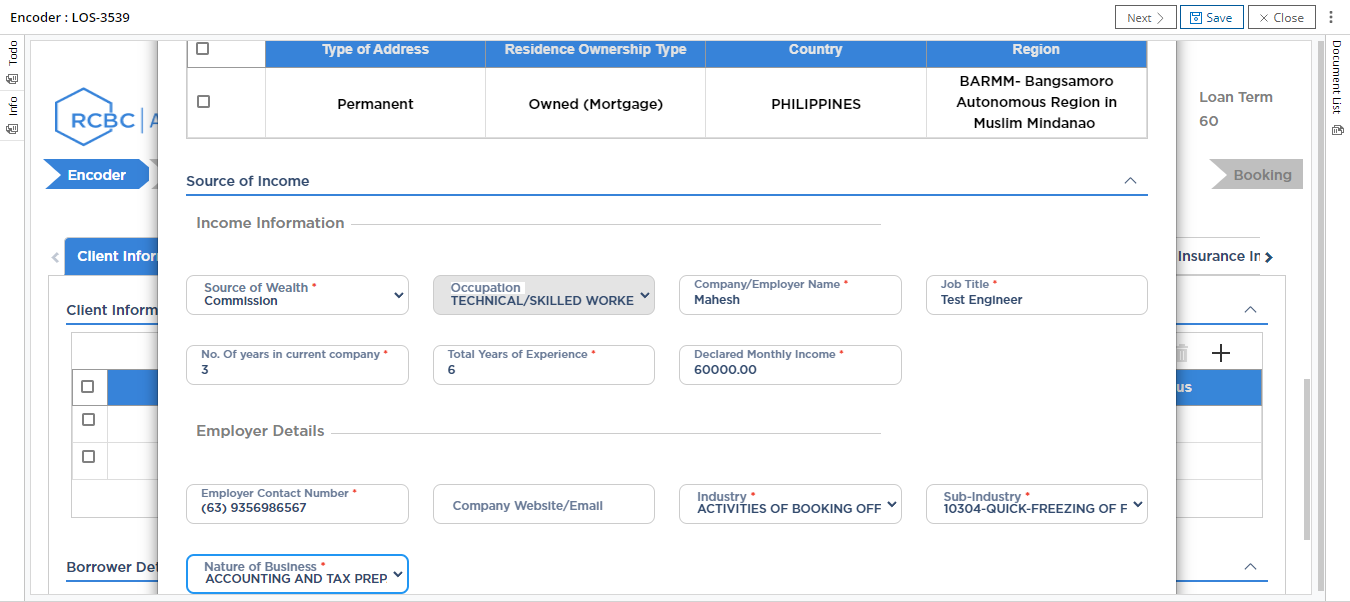 Encoder : LOS-3539
Next
Save
Close
Todo
Info
Document List
Type of Address
Residence Ownership Type
Country
Region
Permanent
Owned (Mortgage)
PHILIPPINES
BARMM- Bangsamoro
Autonomous Region in
Muslim Mindanao
RCBC
Loan Term
60
Encoder
Booking
Source of Income
Income Information
Client Infor
Insurance In
Source of Wealth *
Commission
Occupation
TECHNICAL/SKILLED WORKE
Company/Employer Name *
Mahesh
Job Title *
Test Engineer
Client Inform
No. Of years in current company *
3
Total Years of Experience *
6
Declared Monthly Income *
60000.00
us
Employer Details
Employer Contact Number *
(63) 9356986567
Company Website/Email
Industry *
ACTIVITIES OF BOOKING OFF
Sub-Industry *
10304-QUICK-FREEZING OF F
Borrower Det
Nature of Business *
ACCOUNTING AND TAX PREP